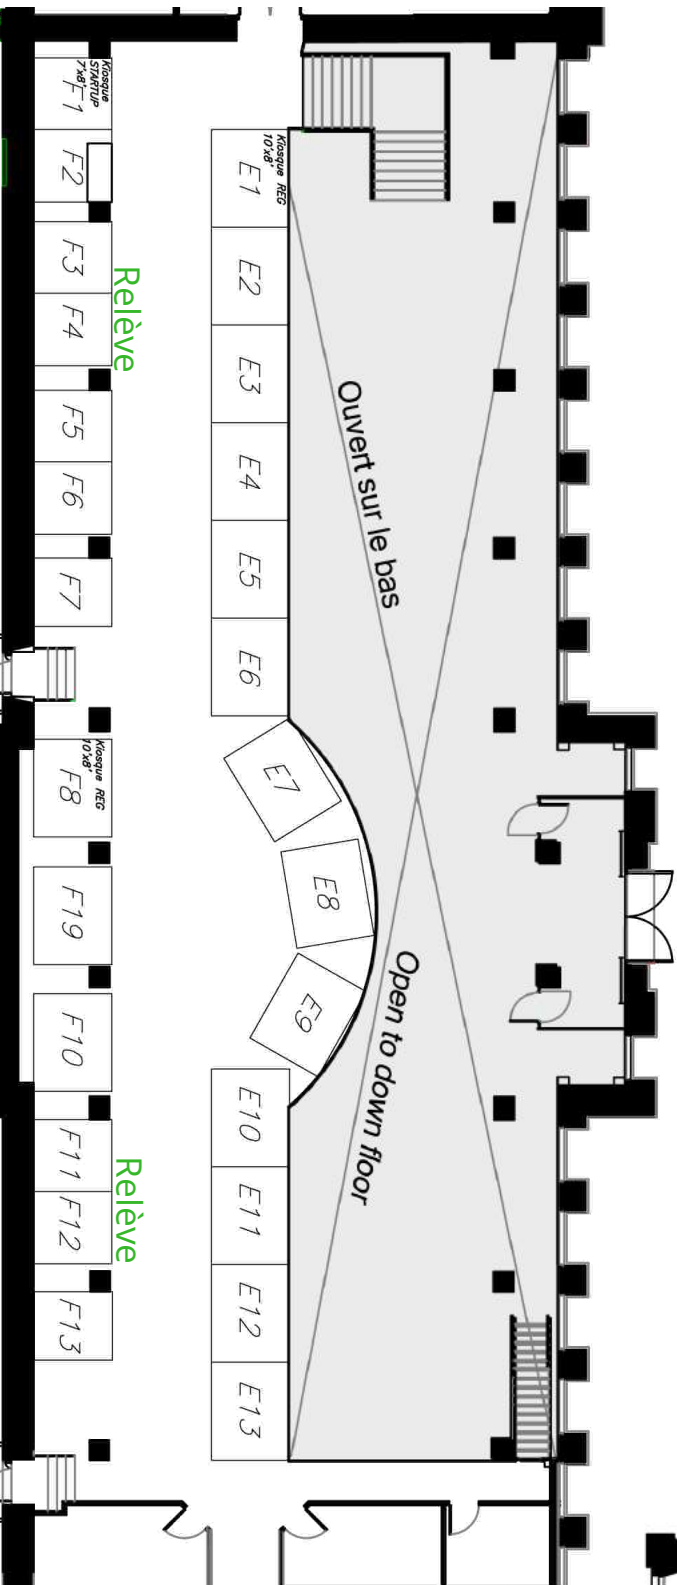 Kiosque
STARTUP
7'x8'
F1
F2
F3
F4
Relève
F5
F6
F7
Kiosque REG
10'x8'
F8
F19
F10
F11
F12
Relève
F13
Kiosque REG
10'x8'
E1
E2
E3
E4
E5
E6
E7
E8
E9
E10
E11
E12
E13
Ouvert sur le bas
Open to down floor